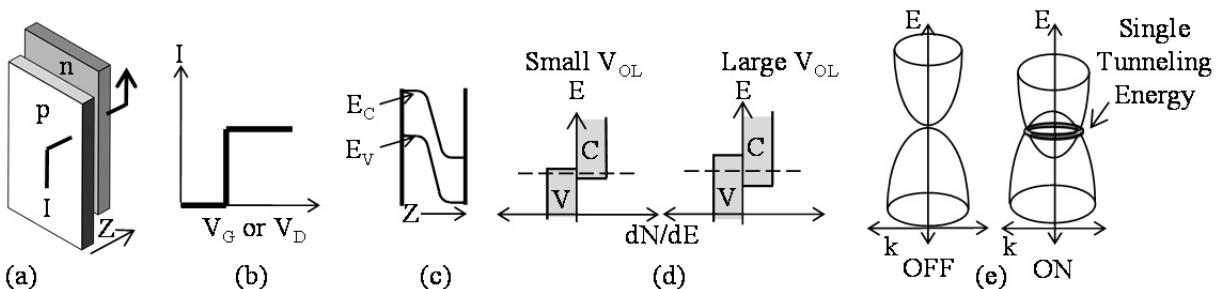 n
p
I
Z
(a)
I
V_G or V_D
(b)
E_C
E_V
Z
(c)
Small V_OL
E
C
V
Large V_OL
E
C
V
dN/dE
(d)
E
k
OFF
E
Single
Tunneling
Energy
k
ON
(e)